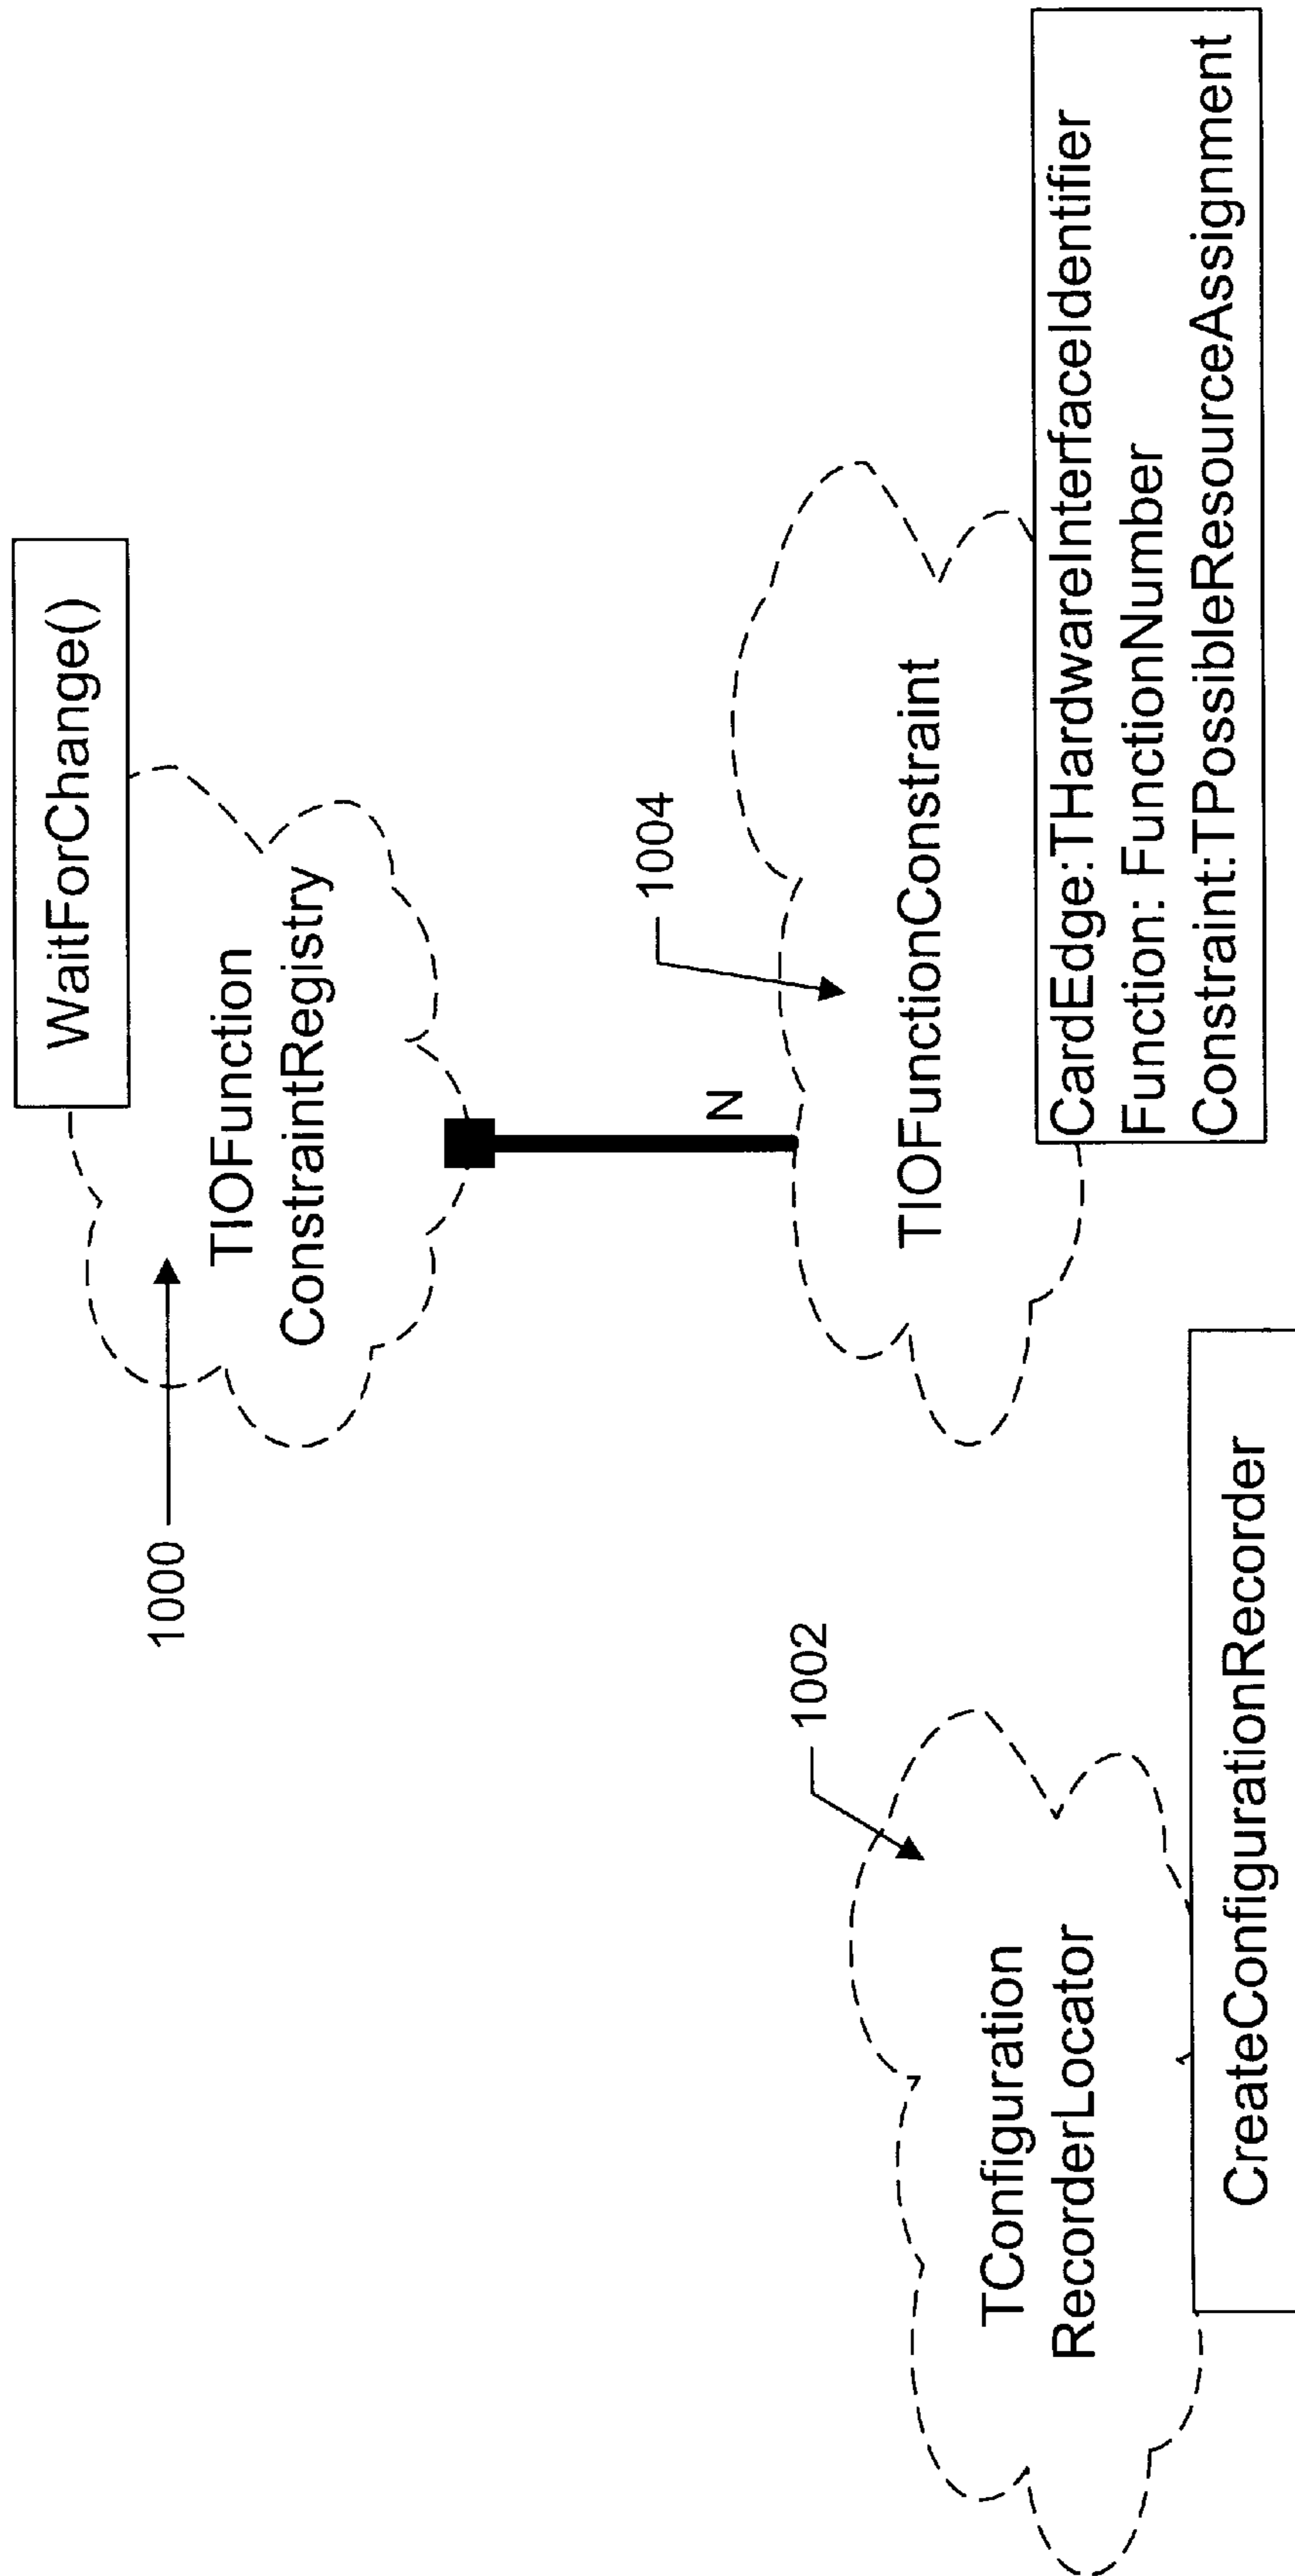 WaitForChange()
1000
TIOFunction
ConstraintRegistry
N
1004
1002
TIOFunctionConstraint
TConfiguration
RecorderLocator
CardEdge:THardwareInterfaceIdentifier
Function: FunctionNumber
Constraint:TPossibleResourceAssignment
CreateConfigurationRecorder